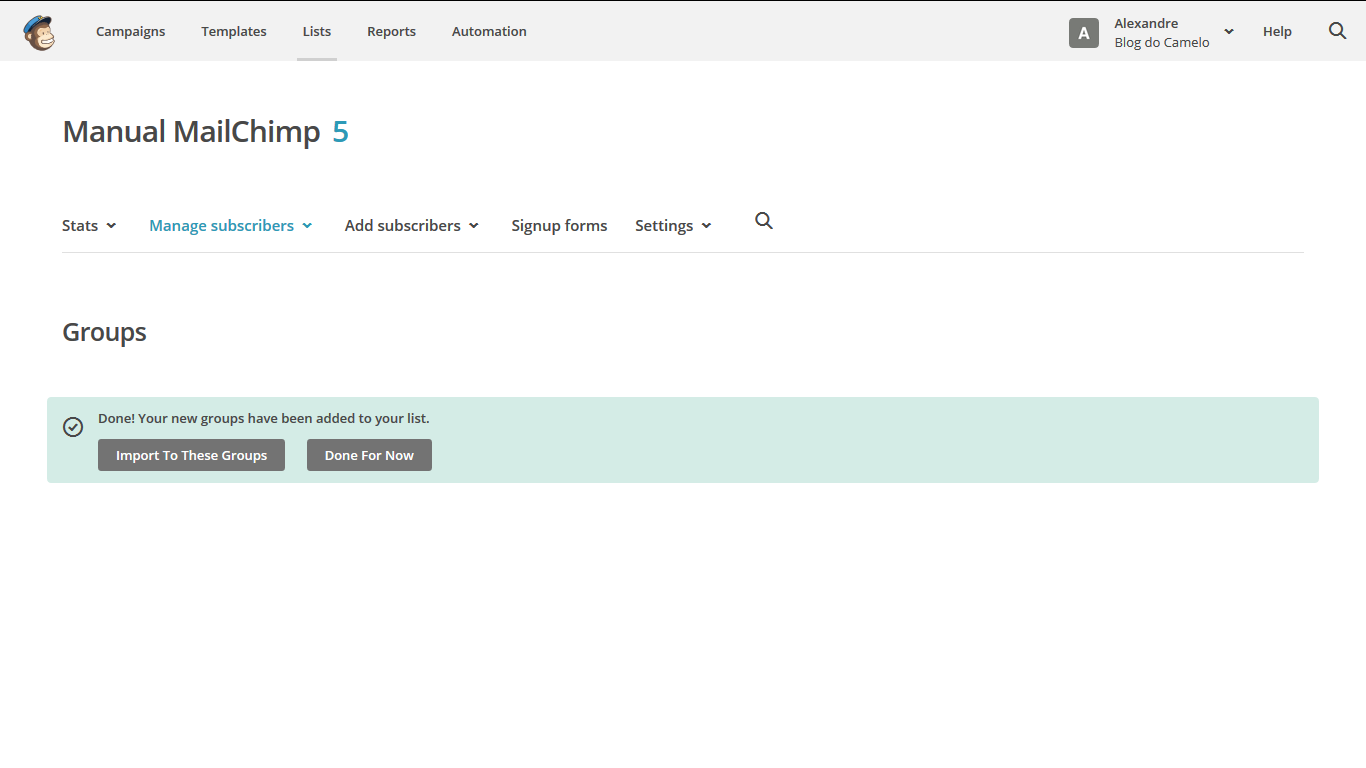 Campaigns Templates Lists Reports Automation
A Alexandre Help
Blog do Camelo
Manual MailChimp 5
Stats Manage subscribers Add subscribers Signup forms Settings
Groups
Done! Your new groups have been added to your list.
Import To These Groups Done For Now